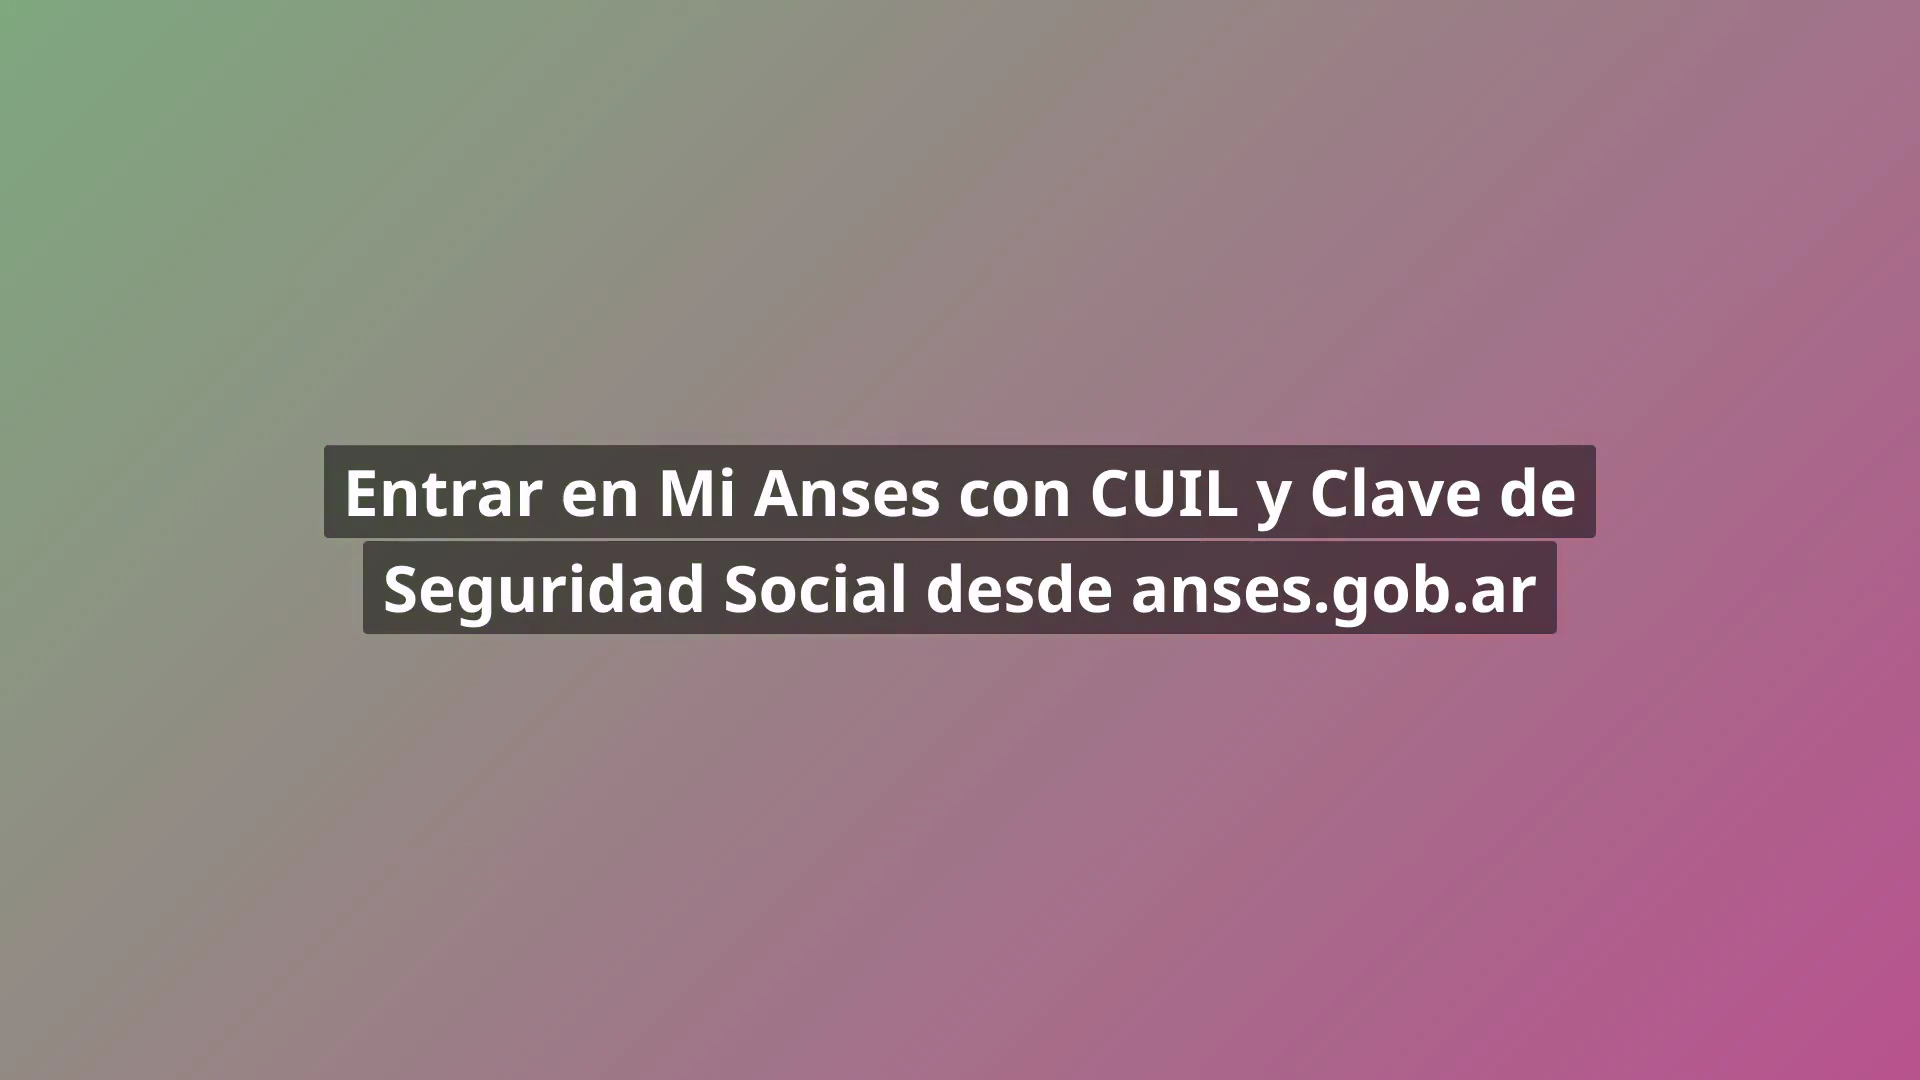 Entrar en Mi Anses con CUIL y Clave de
Seguridad Social desde anses.gob.ar